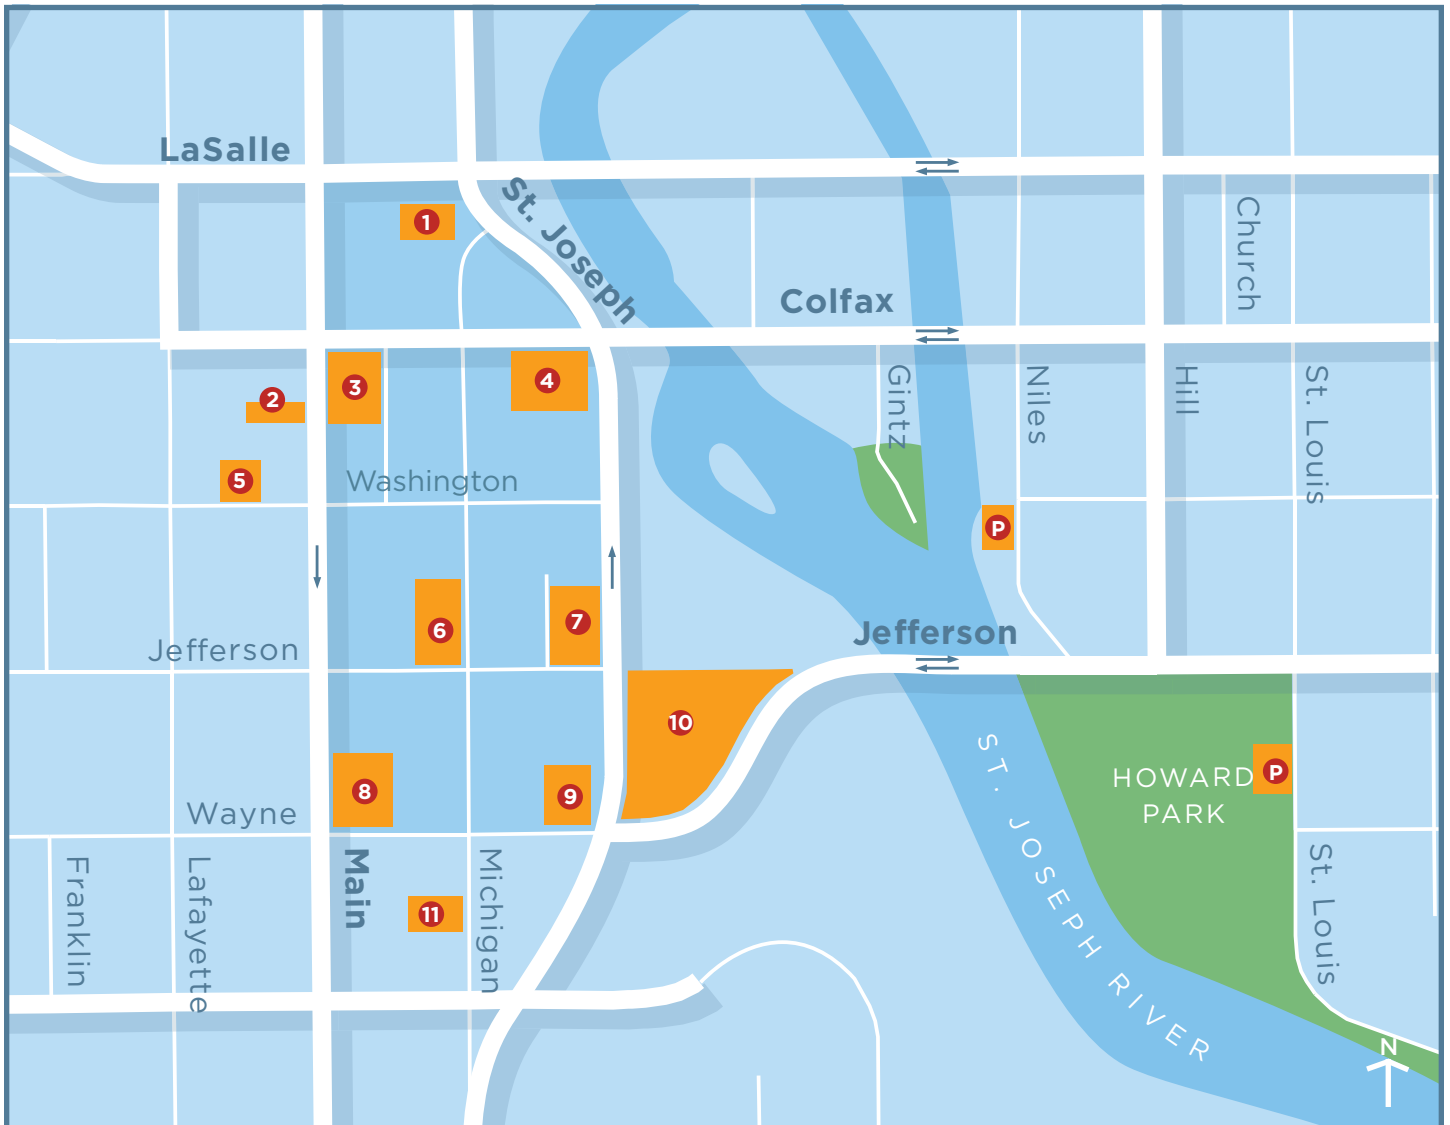 LaSalle
St. Joseph
1
Church
Colfax
2
3
4
Gintz
Niles
Hill
St. Louis
5
Washington
P
6
7
Jefferson
Jefferson
10
ST. JOSEPH RIVER
HOWARD
PARK
P
8
9
Wayne
Franklin
Lafayette
Main
Michigan
11
St. Louis
N